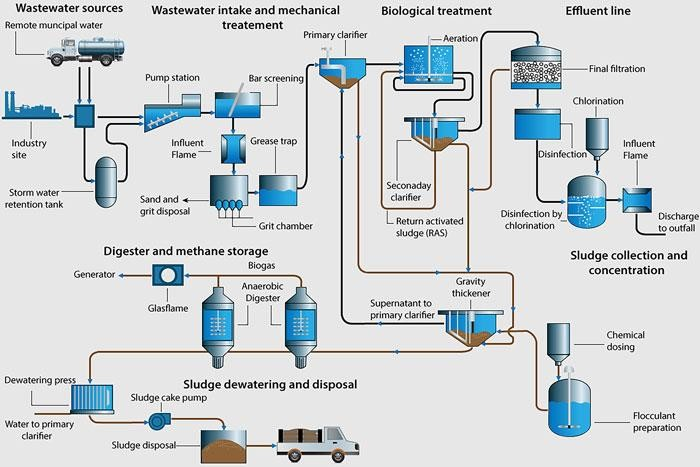 Wastewater sources
Remote muncipal water
Industry
site
Storm water
retention tank
Wastewater intake and mechanical
treatement
Pump station
Bar screening
Influent
Flame
Grease trap
Sand and
grit disposal
Grit chamber
Primary clarifier
Biological treatment
Aeration
Seconaday
clarifier
Return activated
sludge (RAS)
Effluent line
Final filtration
Chlorination
Disinfection
Influent
Flame
Disinfection by
chlorination
Discharge
to outfall
Sludge collection and
concentration
Gravity
thickener
Supernatant to
primary clarifier
Chemical
dosing
Flocculant
preparation
Digester and methane storage
Generator
Biogas
Glasflame
Anaerobic
Digester
Sludge dewatering and disposal
Dewatering press
Water to primary
clarifier
Sludge cake pump
Sludge disposal